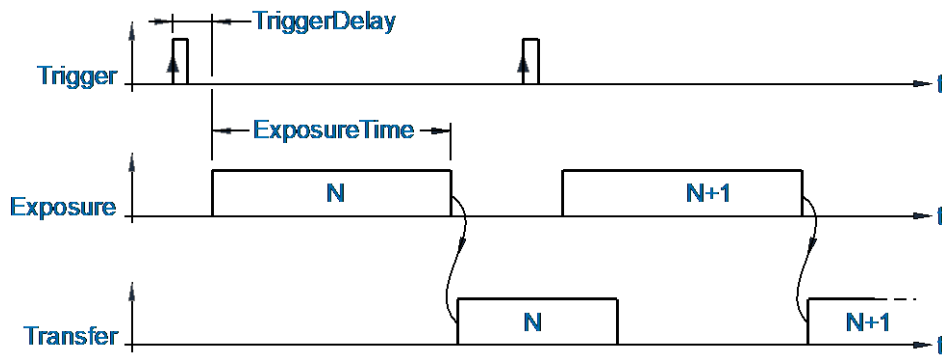 TriggerDelay
Trigger
t
ExposureTime
N
N+1
Exposure
t
N
N+1
Transfer
t